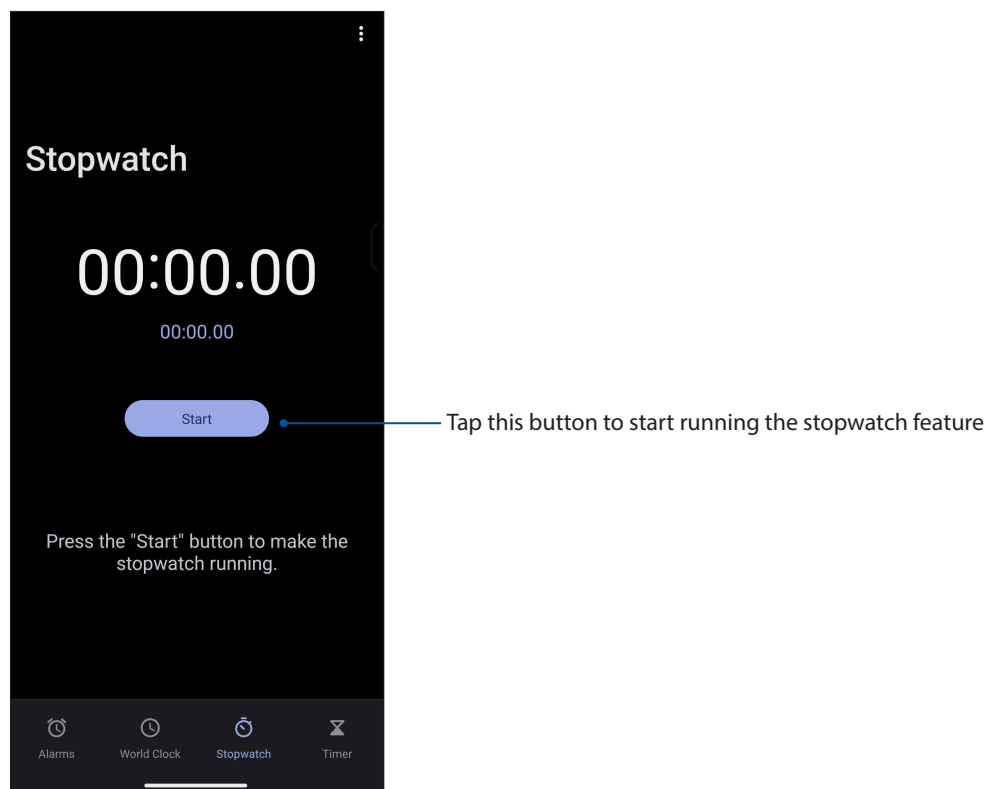 Stopwatch
00:00.00
00:00.00
Start
Tap this button to start running the stopwatch feature
Press the "Start" button to make the
stopwatch running.
Alarms
World Clock
Stopwatch
Timer